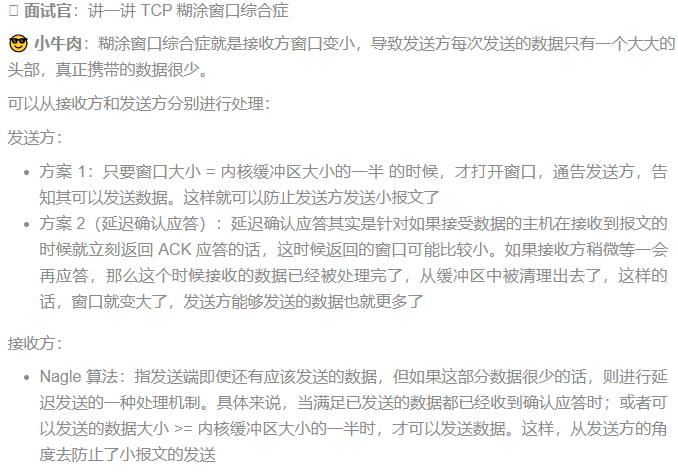 面试官：讲一讲 TCP 糊涂窗口综合症
😎 小牛肉：糊涂窗口综合症就是接收方窗口变小，导致发送方每次发送的数据只有一个大大的
头部，真正携带的数据很少。
可以从接收方和发送方分别进行处理：
发送方：
• 方案 1：只要窗口大小 = 内核缓冲区大小的一半 的时候，才打开窗口，通告发送方，告
知其可以发送数据。这样就可以防止发送方发送小报文了
• 方案 2（延迟确认应答）：延迟确认应答其实是针对如果接受数据的主机在接收到报文的
时候就立刻返回 ACK 应答的话，这时候返回的窗口可能比较小。如果接收方稍微等一会
再应答，那么这个时候接收的数据已经被处理完了，从缓冲区中被清理出去了，这样的
话，窗口就变大了，发送方能够发送的数据也就更多了
接收方：
• Nagle 算法：指发送端即使还有应该发送的数据，但如果这部分数据很少的话，则进行延
迟发送的一种处理机制。具体来说，当满足已发送的数据都已经收到确认应答时；或者可
以发送的数据大小 >= 内核缓冲区大小的一半时，才可以发送数据。这样，从发送方的角
度去防止了小报文的发送